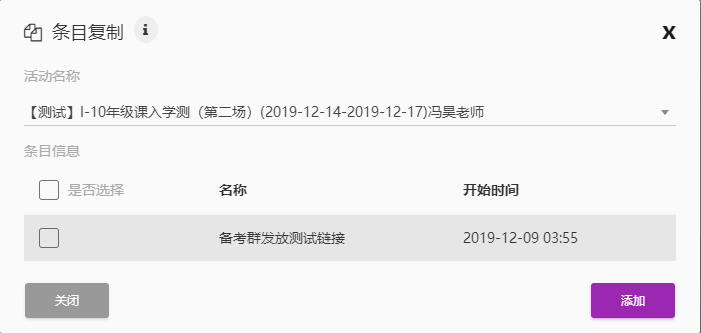 条目复制 i X
活动名称
【测试】I-10年级课入学测（第二场）(2019-12-14-2019-12-17)冯昊老师
条目信息
是否选择 名称 开始时间
备考群发放测试链接 2019-12-09 03:55
关闭 添加